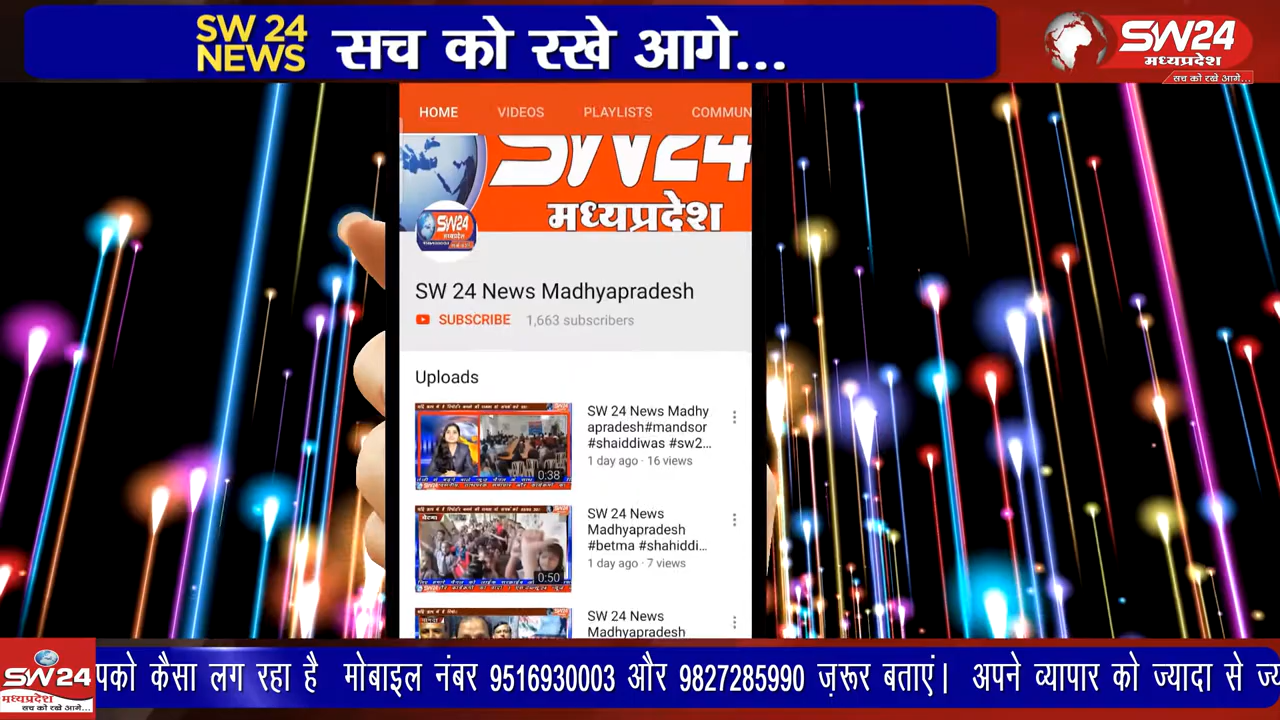 SW 24
NEWS
सच को रखे आगे...
SW24
मध्यप्रदेश
सच को रखे आगे...
HOME VIDEOS PLAYLISTS COMMUN
SW24
मध्यप्रदेश
SW24
SW 24 News Madhyapradesh
SUBSCRIBE 1,663 subscribers
Uploads
SW 24 News Madhy
apradesh#mandsor
#shaiddiwas #sw2...
1 day ago · 16 views
0:38
SW 24 News
Madhyapradesh
#betma #shahiddi...
1 day ago · 7 views
0:50
SW 24 News
Madhyapradesh
SW24
मध्यप्रदेश
सच को रखे आगे...
पको कैसा लग रहा है मोबाइल नंबर 9516930003 और 9827285990 ज़रूर बताएं। अपने व्यापार को ज्यादा से ज्य